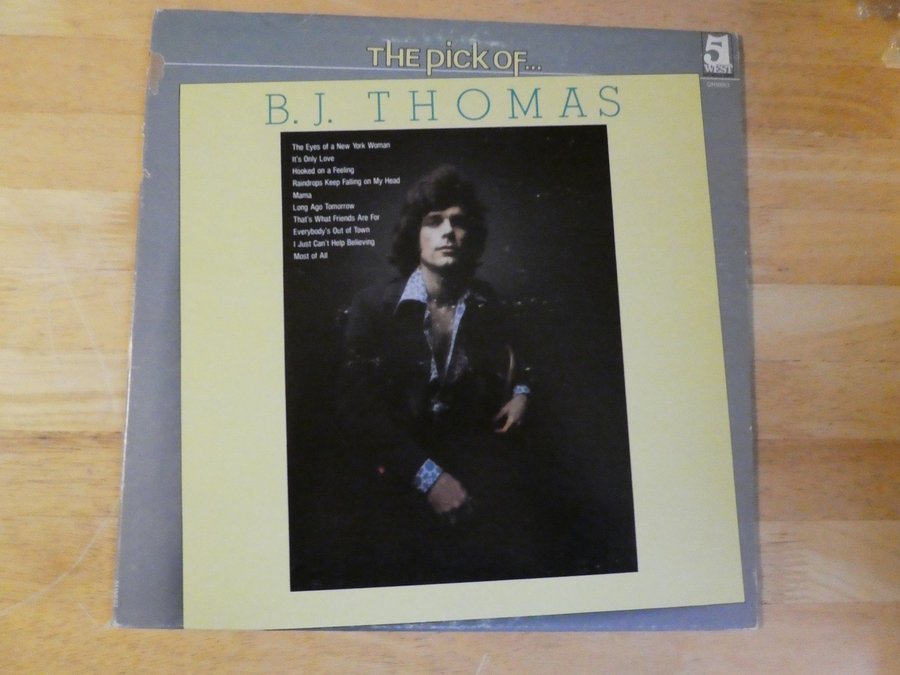 THE pick OF...
51 WEST
B.J. THOMAS
The Eyes of a New York Woman
It's Only Love
Hooked on a Feeling
Raindrops Keep Falling on My Head
Mama
Long Ago Tomorrow
That's What Friends Are For
Everybody's Out of Town
I Just Can't Help Believing
Most of All